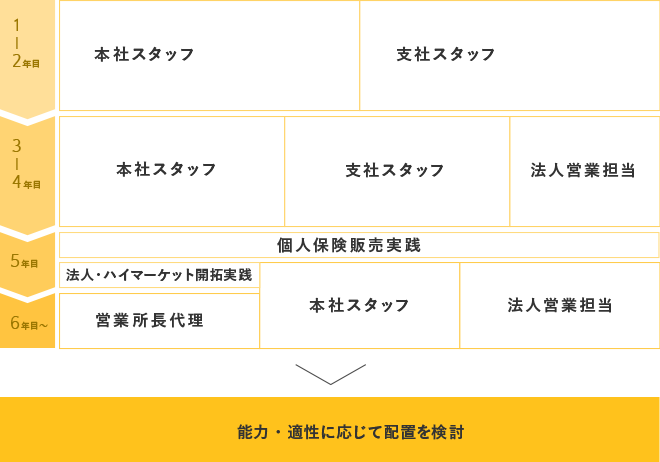 1
|
2年目
本社スタッフ
支社スタッフ
3
|
4年目
本社スタッフ
支社スタッフ
法人営業担当
5年目
個人保険販売実践
法人・ハイマーケット開拓実践
6年目～
営業所長代理
本社スタッフ
法人営業担当
能力・適性に応じて配置を検討